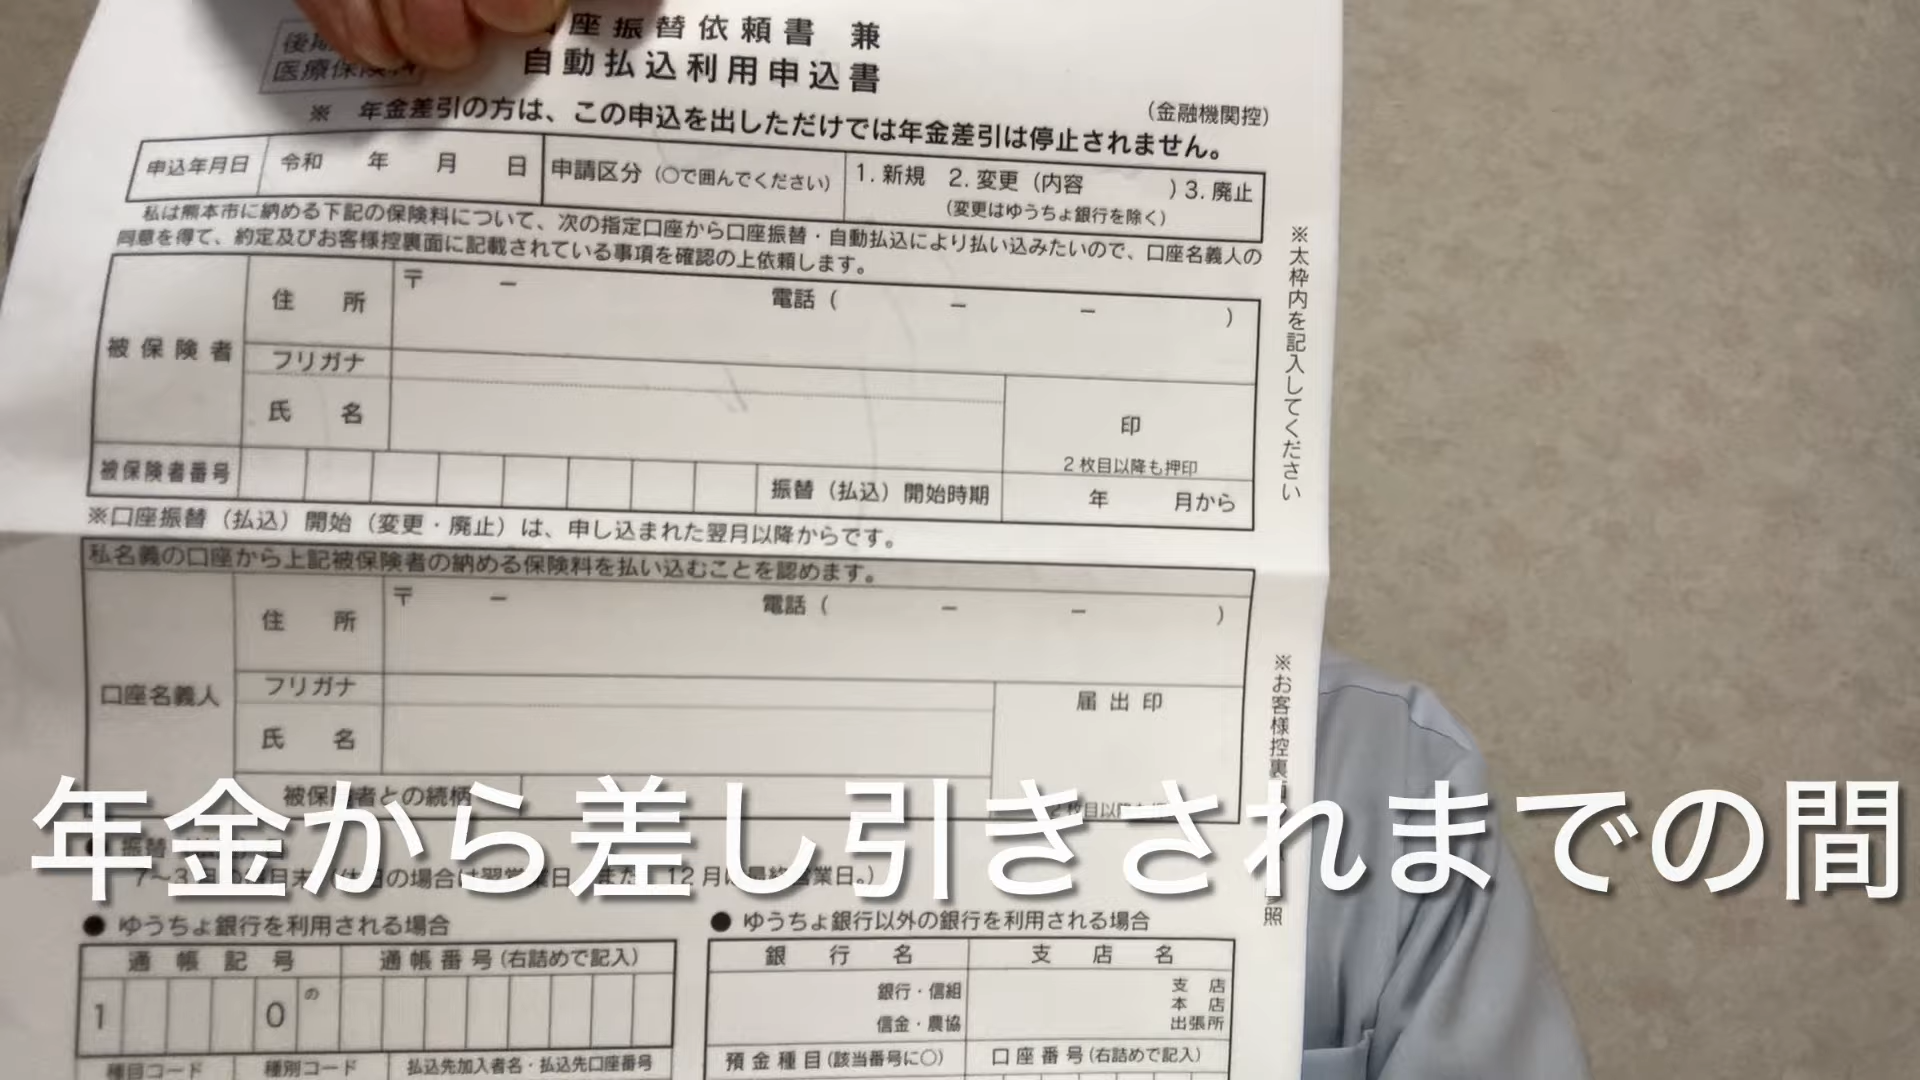 座振替依頼書 兼
自動払込利用申込書
後期
医療保険料
(金融機関控)
※ 年金差引の方は、この申込を出しただけでは年金差引は停止されません。
申込年月日 令和 年 月 日 申請区分(○で囲んでください) 1.新規 2.変更(内容 )3.廃止
(変更はゆうちょ銀行を除く)
私は熊本市に納める下記の保険料について、次の指定口座から口座振替・自動払込により払い込みたいので、口座名義人の
同意を得て、約定及びお客様控裏面に記載されている事項を確認の上依頼します。
※太枠内を記入してください
被保険者 住所 〒 － 電話( － － )
フリガナ
氏名 印
2枚目以降も押印
被保険者番号 振替(払込)開始時期 年 月から
※口座振替(払込)開始(変更・廃止)は、申し込まれた翌月以降からです。
私名義の口座から上記被保険者の納める保険料を払い込むことを認めます。
口座名義人 住所 〒 － 電話( － － )
フリガナ 届出印
氏名
被保険者との続柄
※お客様控裏
照
年金から差し引きされまでの間
● ゆうちょ銀行を利用される場合
通帳記号 通帳番号(右詰めで記入)
1 0 の
種目コード 種別コード 払込先加入者名・払込先口座番号
● ゆうちょ銀行以外の銀行を利用される場合
銀行名 支店名
銀行・信組 支店
本店
信金・農協 出張所
預金種目(該当番号に○) 口座番号(右詰めで記入)